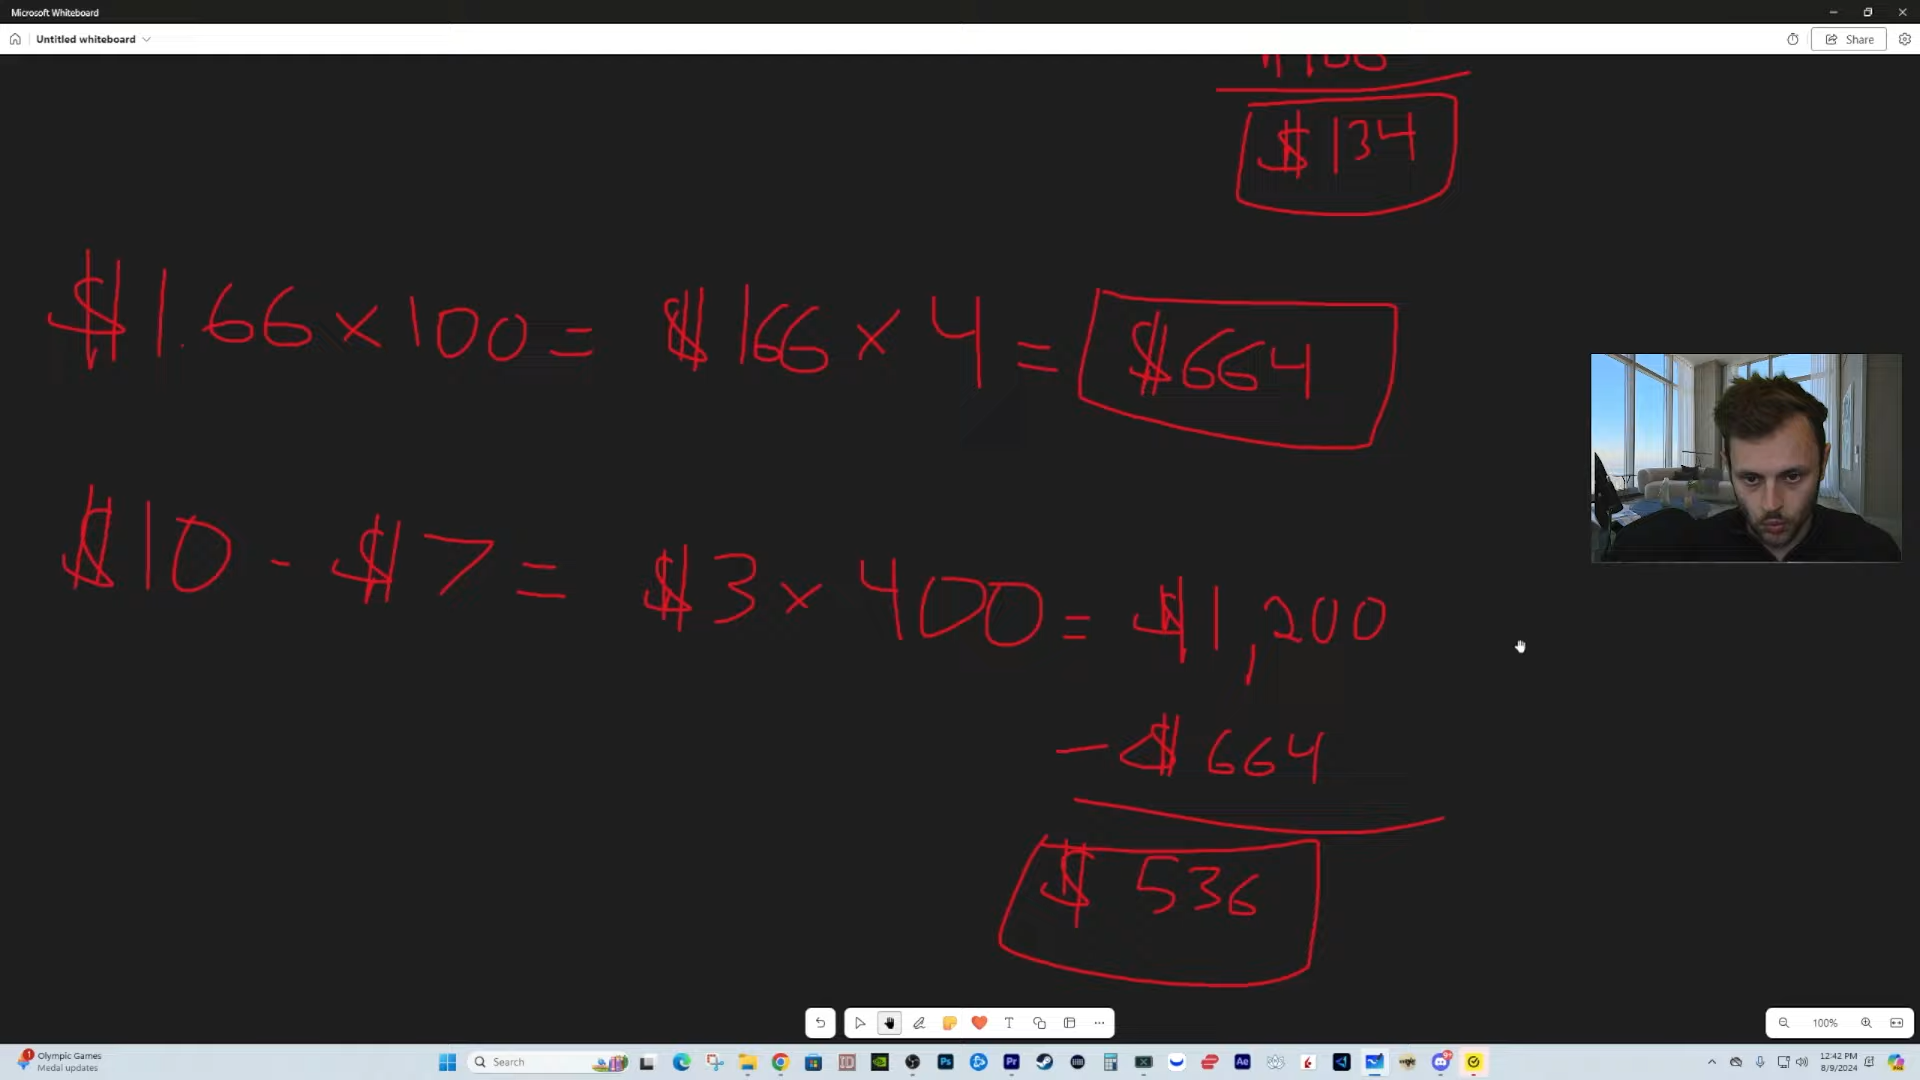 Microsoft Whiteboard
Untitled whiteboard
Share
$134
$1.66 x 100 = $166 x 4 = $664
$10 - $7 = $3 x 400 = $1,200
- $664
$536
100%
1
Olympic Games
Medal updates
Search
12:42 PM
8/9/2024